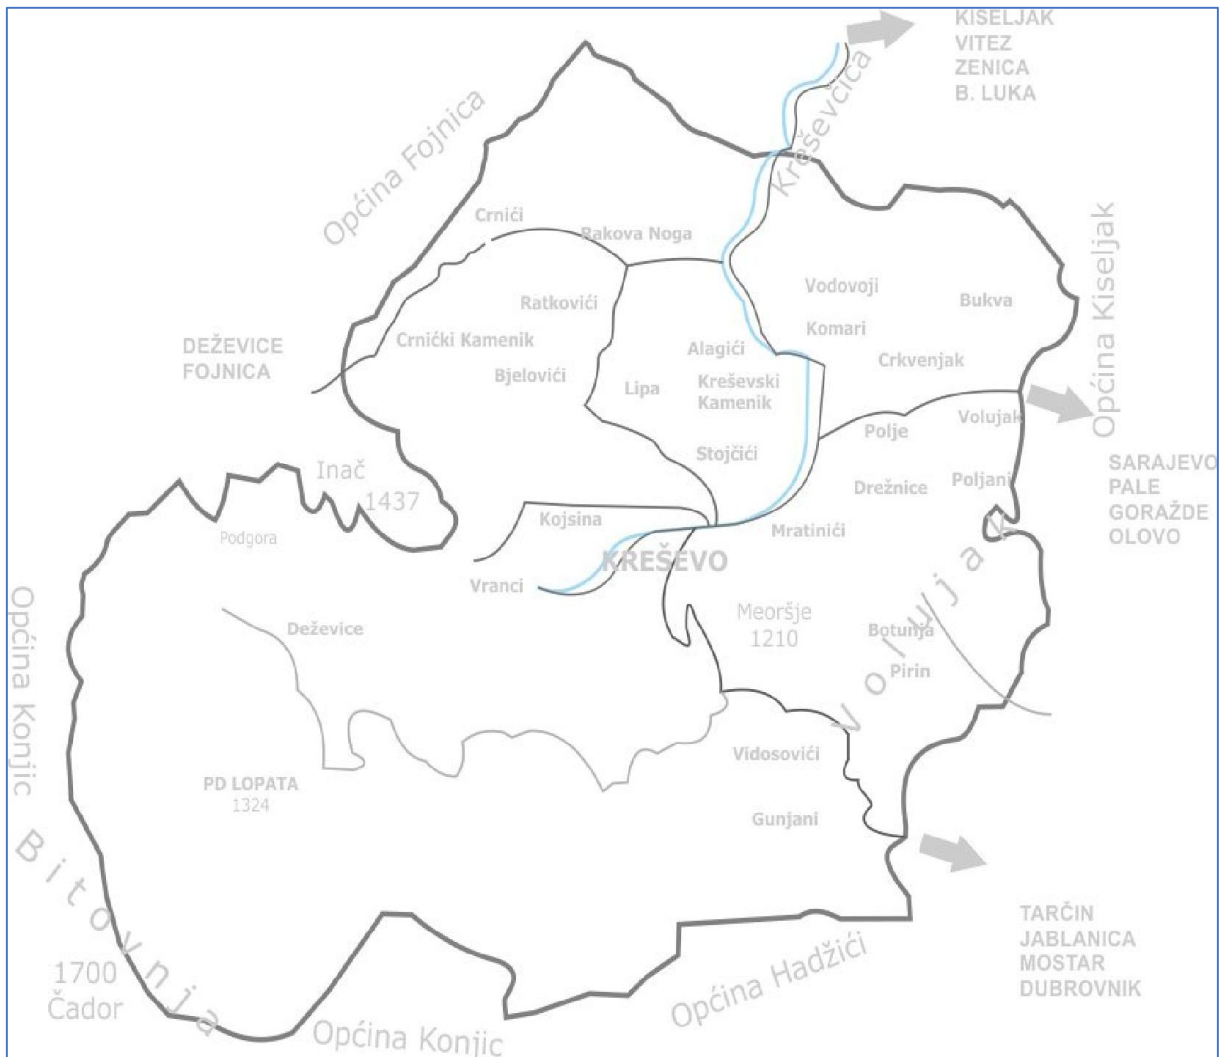 KISELJAK
VITEZ
ZENICA
B. LUKA
Kreševčica
Općina Fojnica
Crnići
Rakova Noga
Općina Kiseljak
Vodovoji
Bukva
Ratkovići
Komari
Crnički Kamenik
DEŽEVICE
FOJNICA
Alagići
Crkvenjak
Bjelovići
Lipa
Kreševski
Kamenik
Volujak
Polje
Stojčići
SARAJEVO
PALE
GORAŽDE
OLOVO
Inač
1437
Drežnice
Poljani
Podgora
Kojsina
Mratinići
KREŠEVO
Vranci
Općina Konjic
Meoršje
1210
Deževice
Botunja
Volujak
Pirin
Vidosovići
PD LOPATA
1324
Gunjani
Bitovnja
TARČIN
JABLANICA
MOSTAR
DUBROVNIK
1700
Čador
Općina Hadžići
Općina Konjic